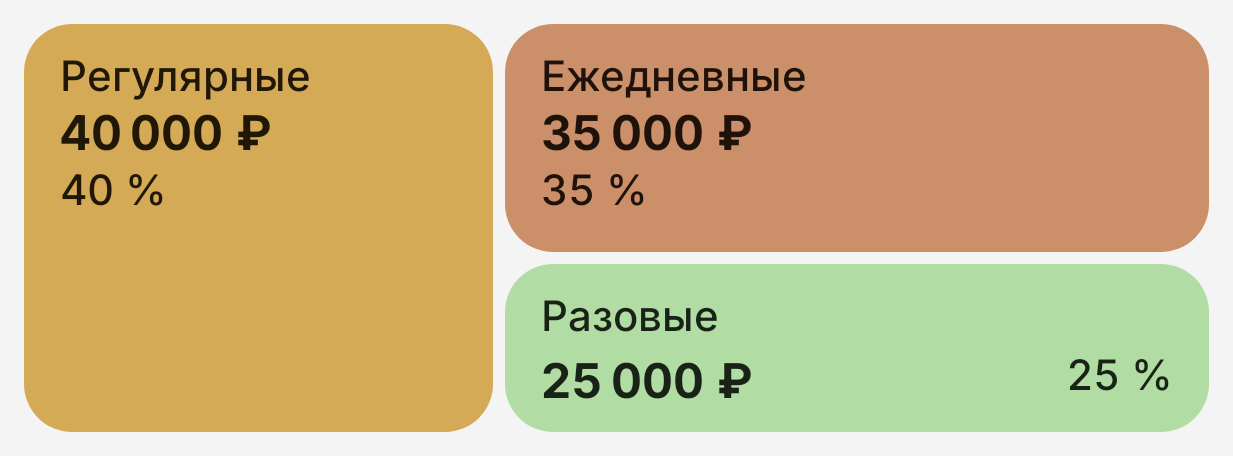 Регулярные
40 000 ₽
40 %
Ежедневные
35 000 ₽
35 %
Разовые
25 000 ₽
25 %